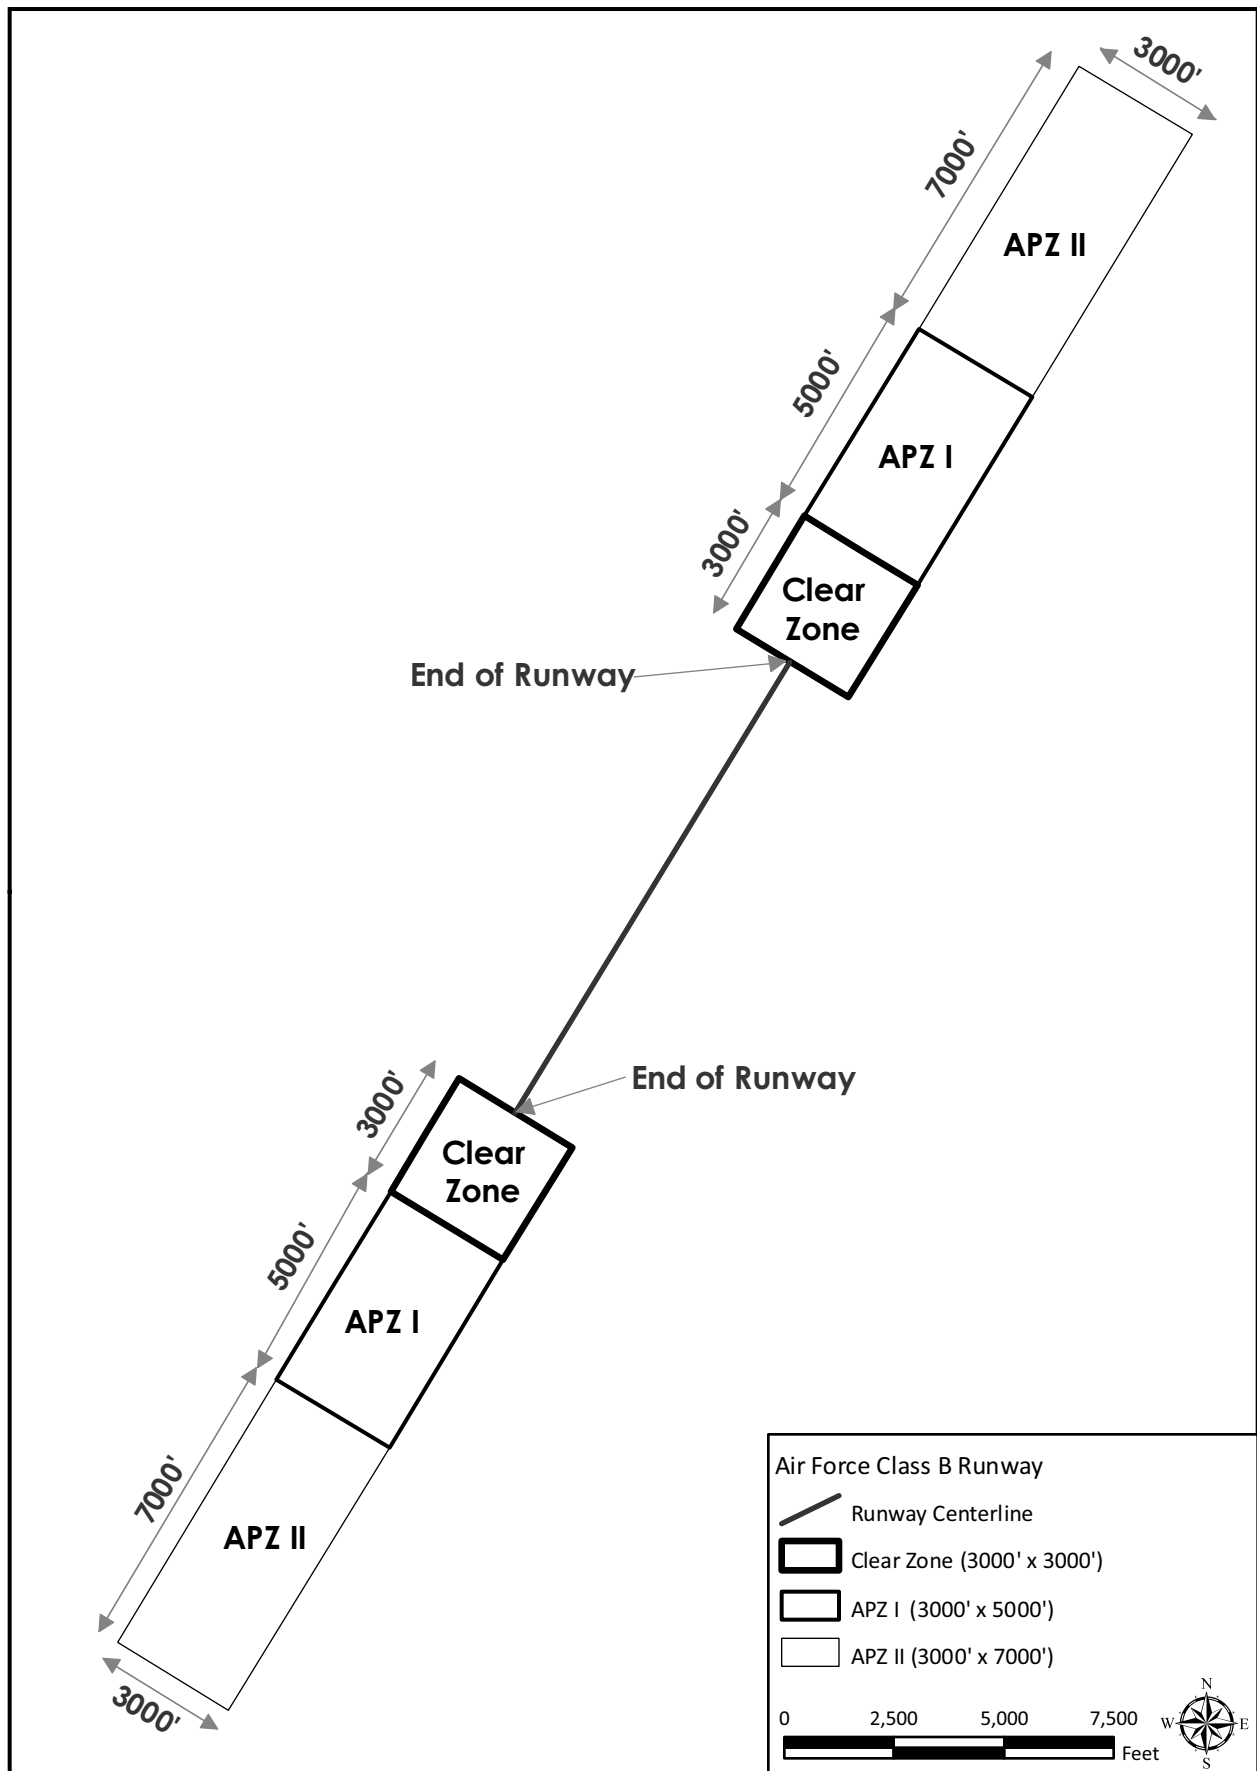 3000'
7000'
APZ II
5000'
APZ I
3000'
Clear
Zone
End of Runway
End of Runway
3000'
Clear
Zone
5000'
APZ I
7000'
APZ II
3000'
Air Force Class B Runway
Runway Centerline
Clear Zone (3000' x 3000')
APZ I (3000' x 5000')
APZ II (3000' x 7000')
0 2,500 5,000 7,500
Feet
N
W E
S